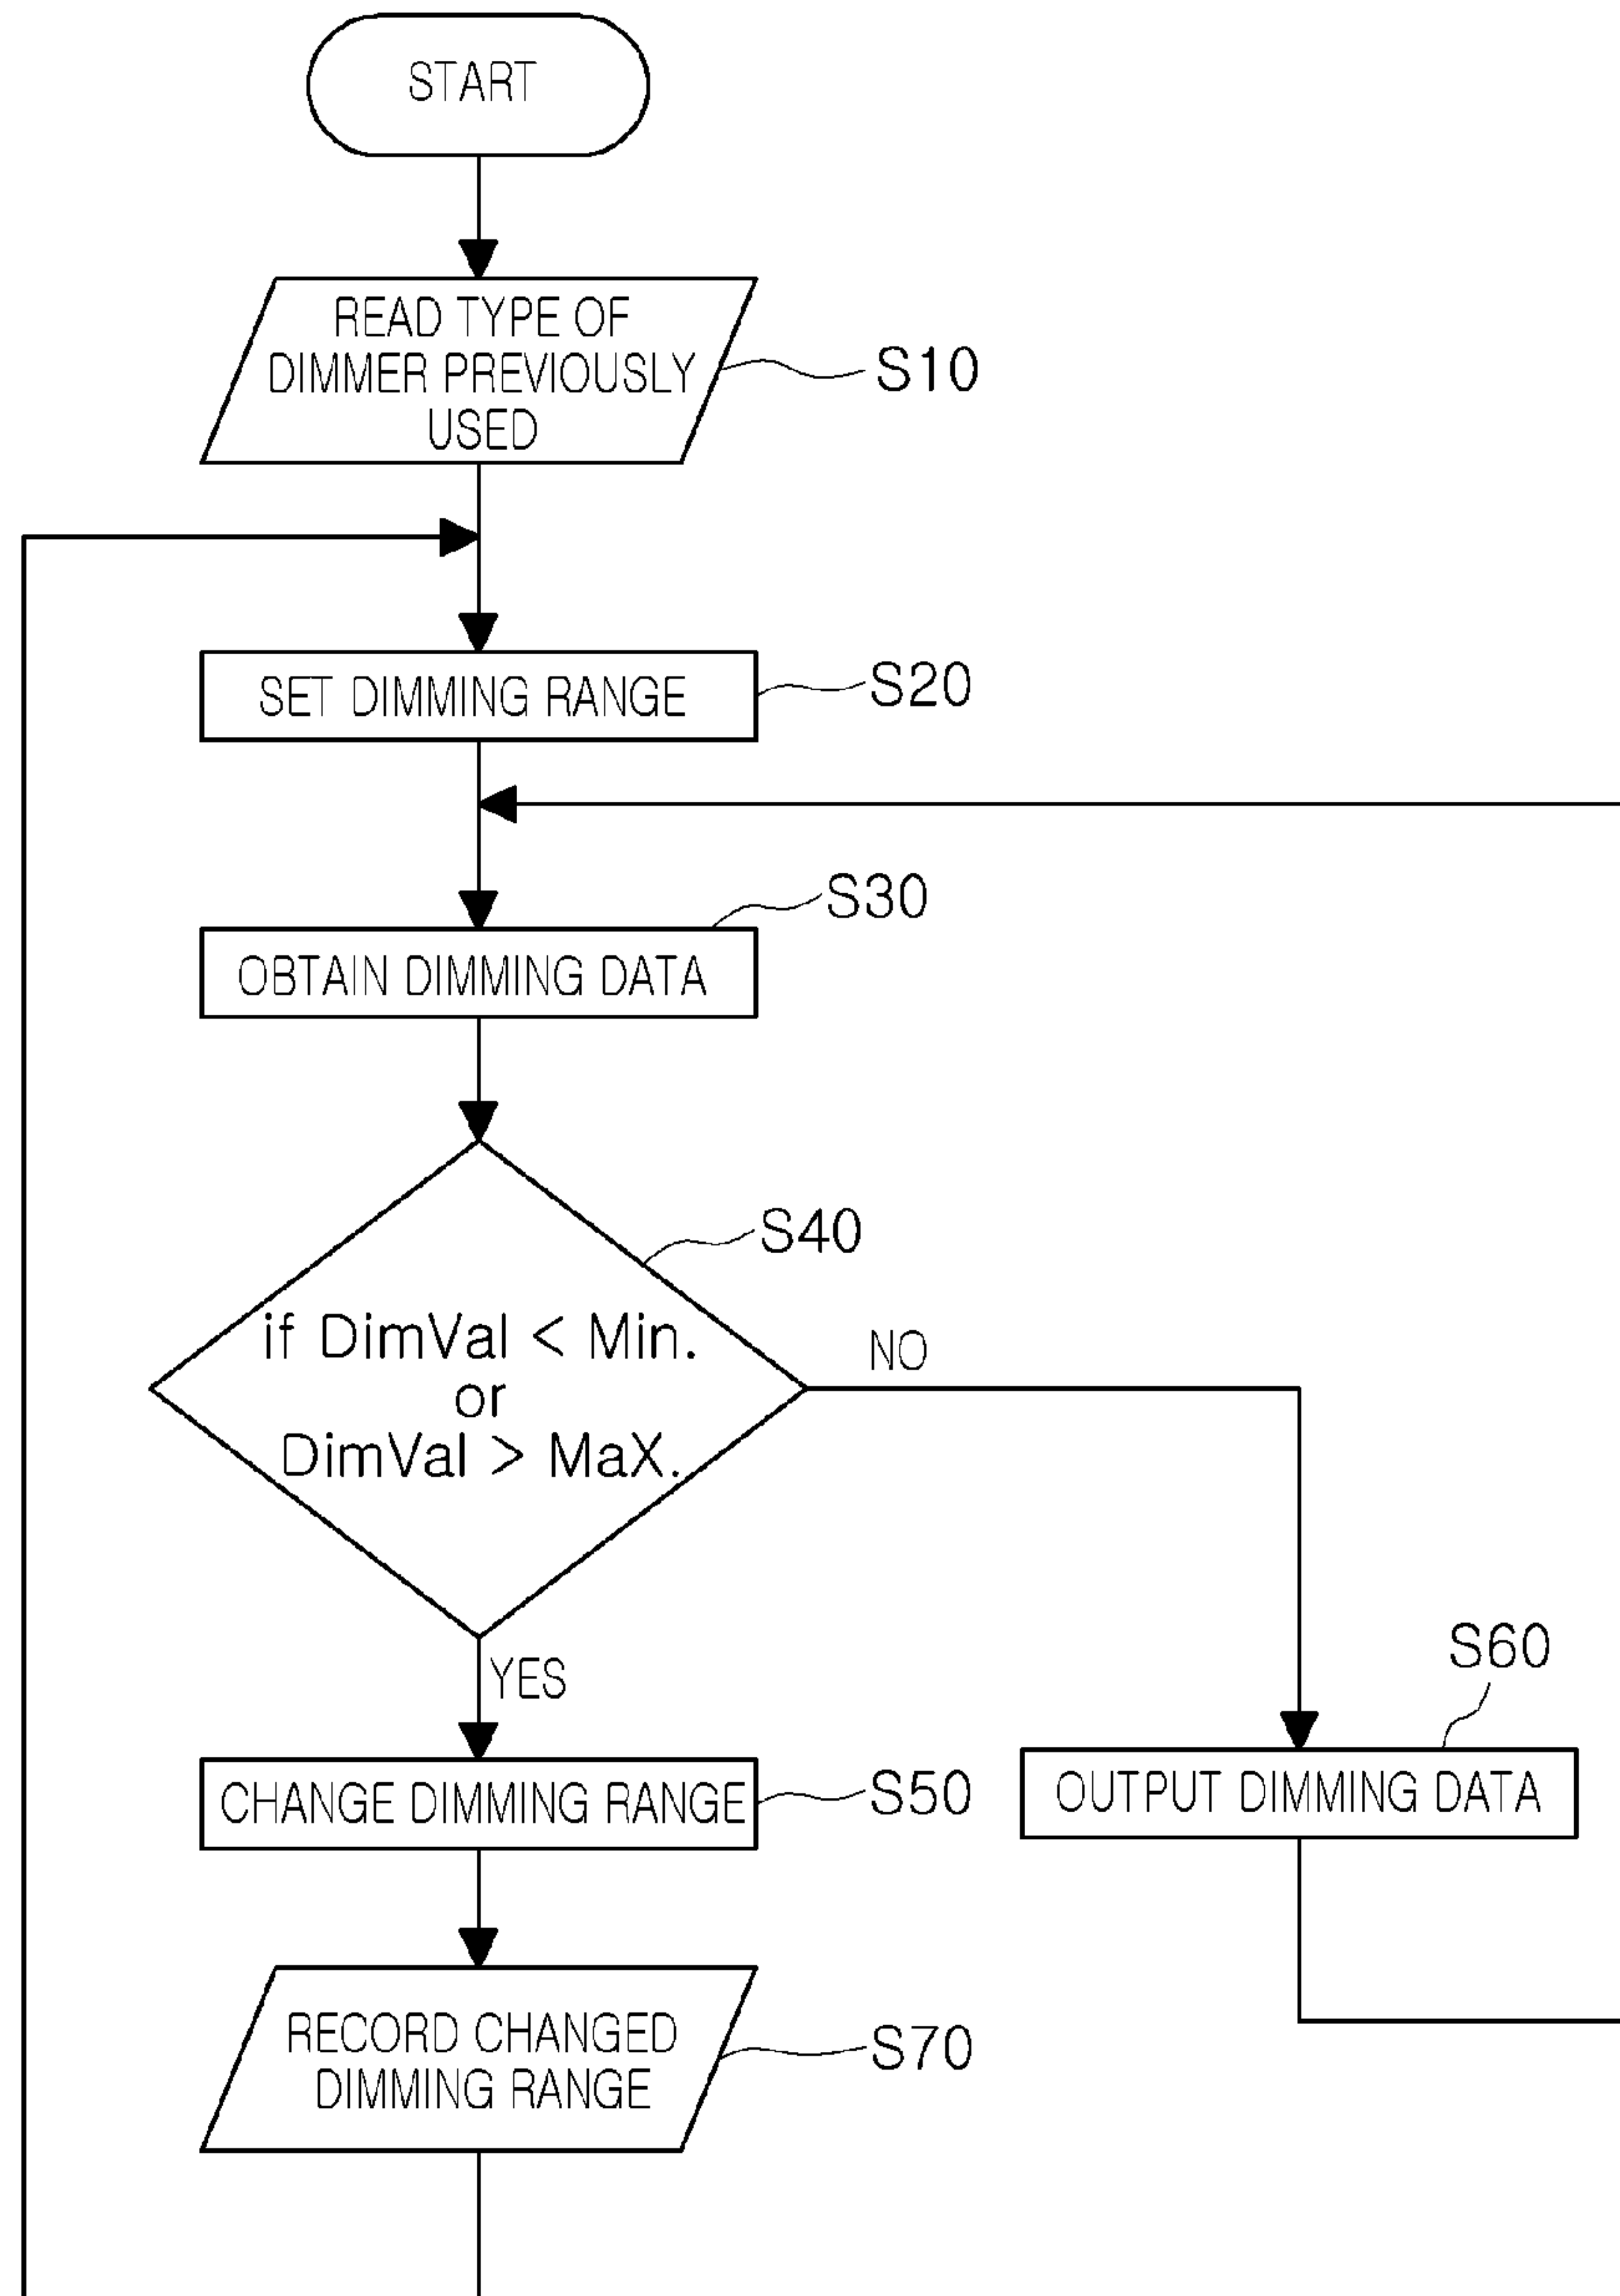 START
READ TYPE OF
DIMMER PREVIOUSLY
USED
S10
SET DIMMING RANGE
S20
S30
OBTAIN DIMMING DATA
S40
if DimVal < Min.
or
DimVal > MaX.
NO
YES
S60
CHANGE DIMMING RANGE
S50
OUTPUT DIMMING DATA
RECORD CHANGED
DIMMING RANGE
S70